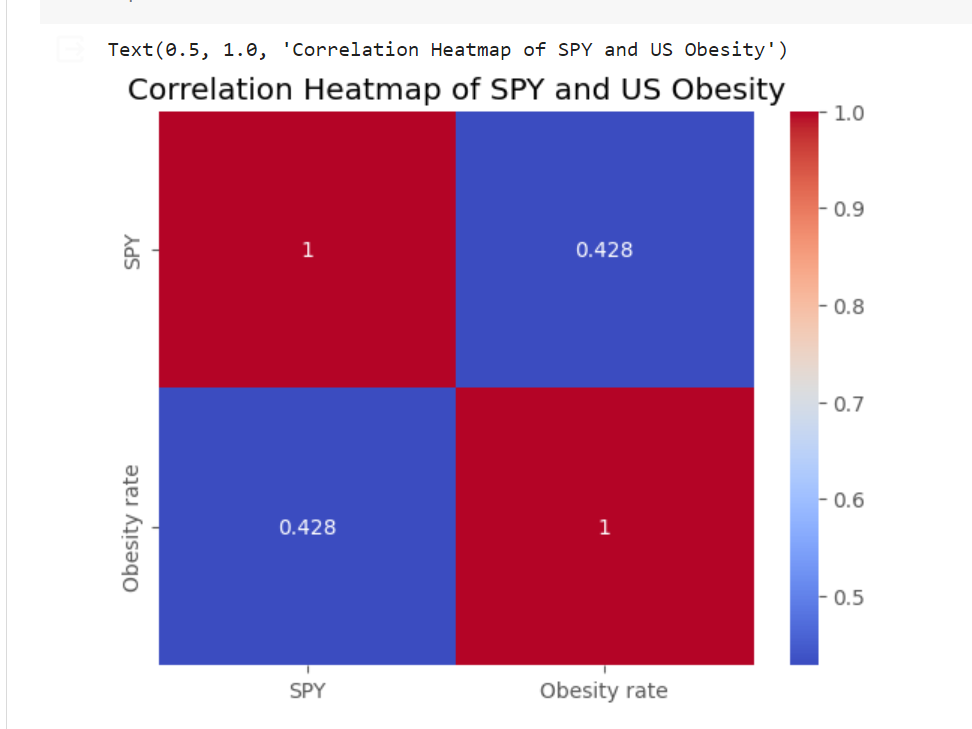 Text(0.5, 1.0, 'Correlation Heatmap of SPY and US Obesity')
Correlation Heatmap of SPY and US Obesity
1.0
0.9
0.8
0.7
0.6
0.5
SPY
1
0.428
Obesity rate
0.428
1
SPY
Obesity rate